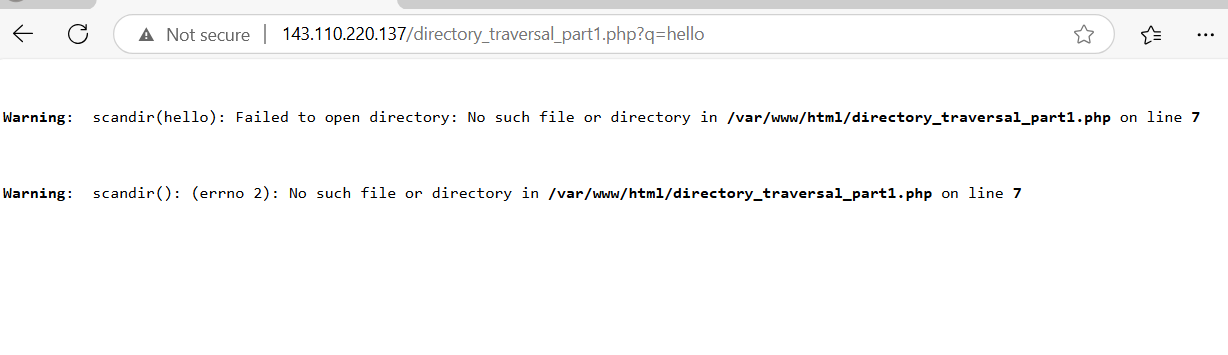 Not secure | 143.110.220.137/directory_traversal_part1.php?q=hello
Warning: scandir(hello): Failed to open directory: No such file or directory in /var/www/html/directory_traversal_part1.php on line 7
Warning: scandir(): (errno 2): No such file or directory in /var/www/html/directory_traversal_part1.php on line 7